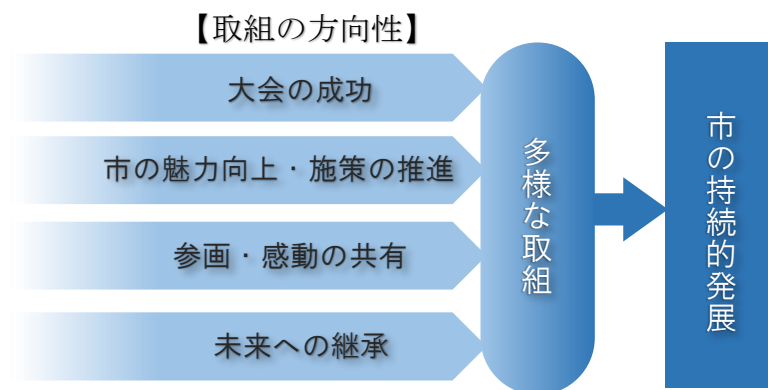 【取組の方向性】
大会の成功
市の魅力向上・施策の推進
参画・感動の共有
未来への継承
多様な取組
市の持続的発展